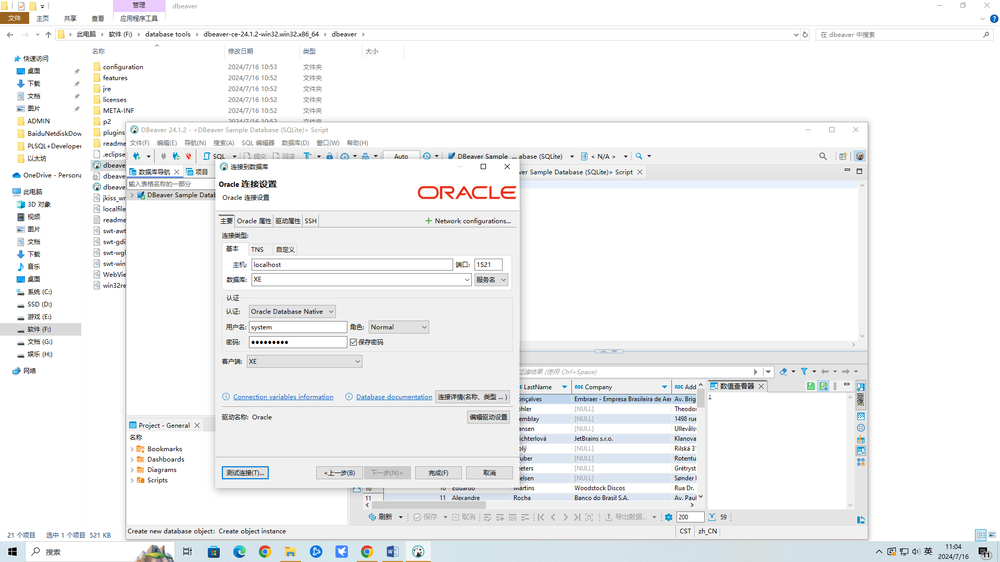 管理
dbeaver
文件
主页
共享
查看
应用程序工具
此电脑
软件 (F:)
database tools
dbeaver-ce-24.1.2-win32.win32.x86_64
dbeaver
在 dbeaver 中搜索
名称
修改日期
类型
大小
快速访问
桌面
下载
文档
图片
ADMIN
BaiduNetdiskDow
PLSQL+Developer
以太坊
OneDrive - Persona
此电脑
3D 对象
视频
图片
文档
下载
音乐
桌面
系统 (C:)
SSD (D:)
游戏 (E:)
软件 (F:)
文档 (G:)
娱乐 (H:)
网络
configuration 2024/7/16 10:53 文件夹
features 2024/7/16 10:52 文件夹
jre 2024/7/16 10:52 文件夹
licenses 2024/7/16 10:52 文件夹
META-INF 2024/7/16 10:52 文件夹
p2 2024/7/16 10:52 文件夹
plugins
readme
.eclipse
dbeave
dbeave
dbeave
jkiss_wr
localfile
readme
swt-awt
swt-gdi
swt-wgl
swt-win
WebVie
win32re
21 个项目 选中 1 个项目 521 KB
DBeaver 24.1.2 - <DBeaver Sample Database (SQLite)> Script
文件(F) 编辑(E) 导航(N) 搜索(A) SQL 编辑器 数据库(D) 窗口(W) 帮助(H)
SQL 提交 回滚 Auto DBeaver Sample ... abase (SQLite) < N/A >
数据库导航 项目
ver Sample Database (SQLite)> Script
输入表格名称的一部分
DBeaver Sample Datab
Project - General
名称
Bookmarks
Dashboards
Diagrams
Scripts
连接到数据库
Oracle 连接设置
Oracle 连接设置
ORACLE
主要 Oracle 属性 驱动属性 SSH
Network configurations...
连接类型:
基本 TNS 自定义
主机: localhost 端口: 1521
数据库: XE 服务名
认证
认证: Oracle Database Native
用户名: system 角色: Normal
密码: ●●●●●●●●● 保存密码
客户端: XE
Connection variables information Database documentation 连接详情(名称、类型 ... )
驱动名称: Oracle 编辑驱动设置
测试连接(T)... <上一步(B) 下一步(N)> 完成(F) 取消
过滤结果 (使用 Ctrl+Space)
LastName ABC Company ABC Add
onçalves Embraer - Empresa Brasileira de Aer Av. Brig
öhler [NULL] Theodor
emblay [NULL] 1498 rue
ansen [NULL] Ullevålsv
ichterlová JetBrains s.r.o. Klanova
olý [NULL] Rilská 31
ruber [NULL] Rotentu
eeters [NULL] Grétryst
ielsen [NULL] Sønder
10 10 Eduardo Martins Woodstock Discos Rua Dr.
11 11 Alexandre Rocha Banco do Brasil S.A. Av. Paul
数值查看器
1
面板
刷新 保存 取消 导出数据... 200 59
Create new database object: Create object instance
CST zh_CN
搜索
英
11:04
2024/7/16
11